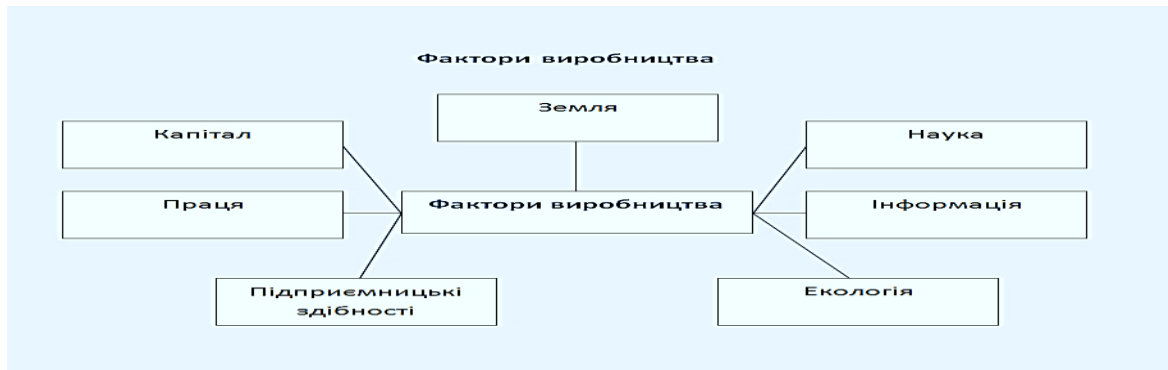 Фактори виробництва
Земля
Капітал
Наука
Праця
Фактори виробництва
Інформація
Підприємницькі
здібності
Екологія